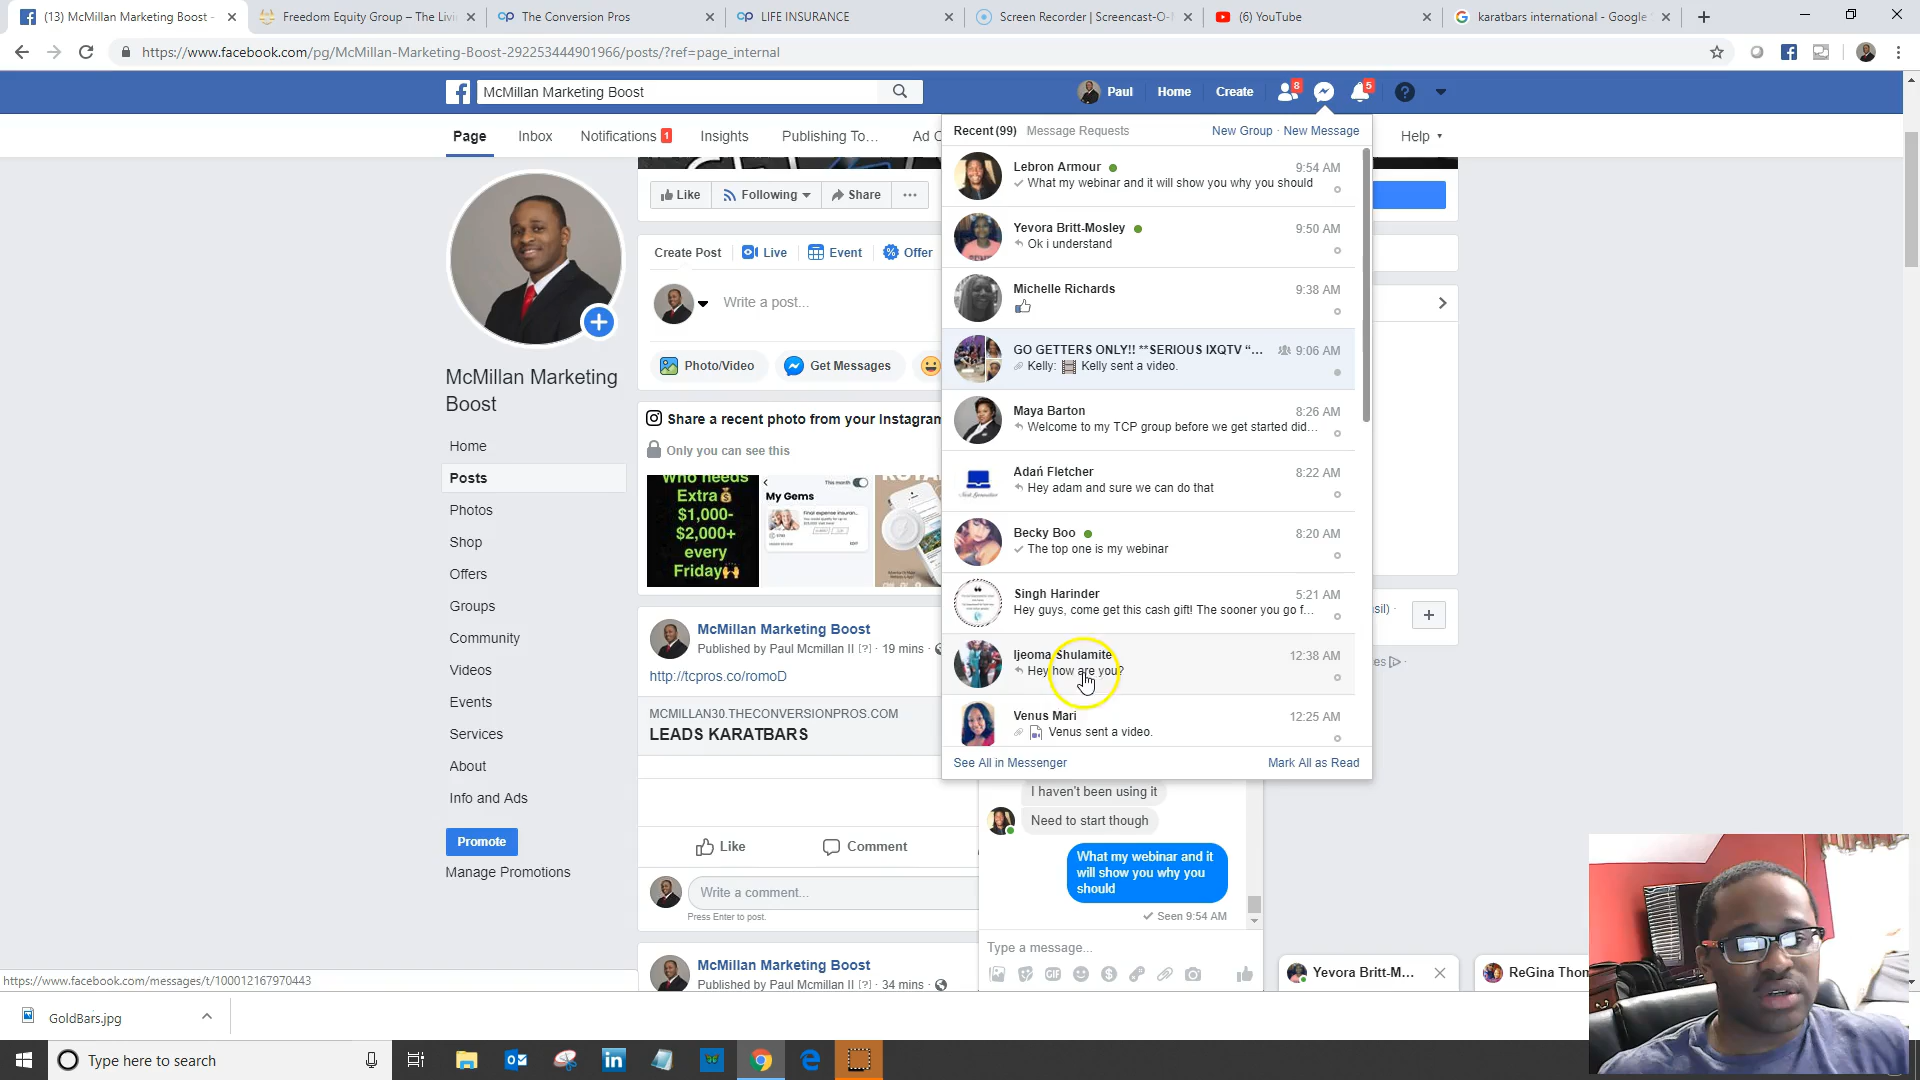 (13) McMillan Marketing Boost -
Freedom Equity Group – The Livi
The Conversion Pros
LIFE INSURANCE
Screen Recorder | Screencast-O-
(6) YouTube
karatbars international - Google
https://www.facebook.com/pg/McMillan-Marketing-Boost-292253444901966/posts/?ref=page_internal
McMillan Marketing Boost
Paul
Home
Create
8
5
Page
Inbox
Notifications 1
Insights
Publishing To...
Ad C
Help
Recent (99)
Message Requests
New Group · New Message
Like
Following
Share
Create Post
Live
Event
Offer
Write a post...
Photo/Video
Get Messages
Share a recent photo from your Instagram
Only you can see this
Who needs
Extra
$1,000-
$2,000+
every
Friday
This month
My Gems
Final expense insuran...
McMillan Marketing
Boost
Home
Posts
Photos
Shop
Offers
Groups
Community
Videos
Events
Services
About
Info and Ads
Promote
Manage Promotions
McMillan Marketing Boost
Published by Paul Mcmillan II [?] · 19 mins ·
http://tcpros.co/romoD
MCMILLAN30.THECONVERSIONPROS.COM
LEADS KARATBARS
Like
Comment
Write a comment...
Press Enter to post.
McMillan Marketing Boost
Published by Paul Mcmillan II [?] · 34 mins ·
Lebron Armour
9:54 AM
What my webinar and it will show you why you should
Yevora Britt-Mosley
9:50 AM
Ok i understand
Michelle Richards
9:38 AM
GO GETTERS ONLY!! **SERIOUS IXQTV “...
9:06 AM
Kelly: Kelly sent a video.
Maya Barton
8:26 AM
Welcome to my TCP group before we get started did...
Adań Fletcher
8:22 AM
Hey adam and sure we can do that
Becky Boo
8:20 AM
The top one is my webinar
Singh Harinder
5:21 AM
Hey guys, come get this cash gift! The sooner you go f...
Ijeoma Shulamite
12:38 AM
Hey how are you?
Venus Mari
12:25 AM
Venus sent a video.
See All in Messenger
Mark All as Read
I haven't been using it
Need to start though
What my webinar and it
will show you why you
should
Seen 9:54 AM
Type a message...
GIF
Yevora Britt-M...
ReGina Thon
https://www.facebook.com/messages/t/100012167970443
GoldBars.jpg
Type here to search